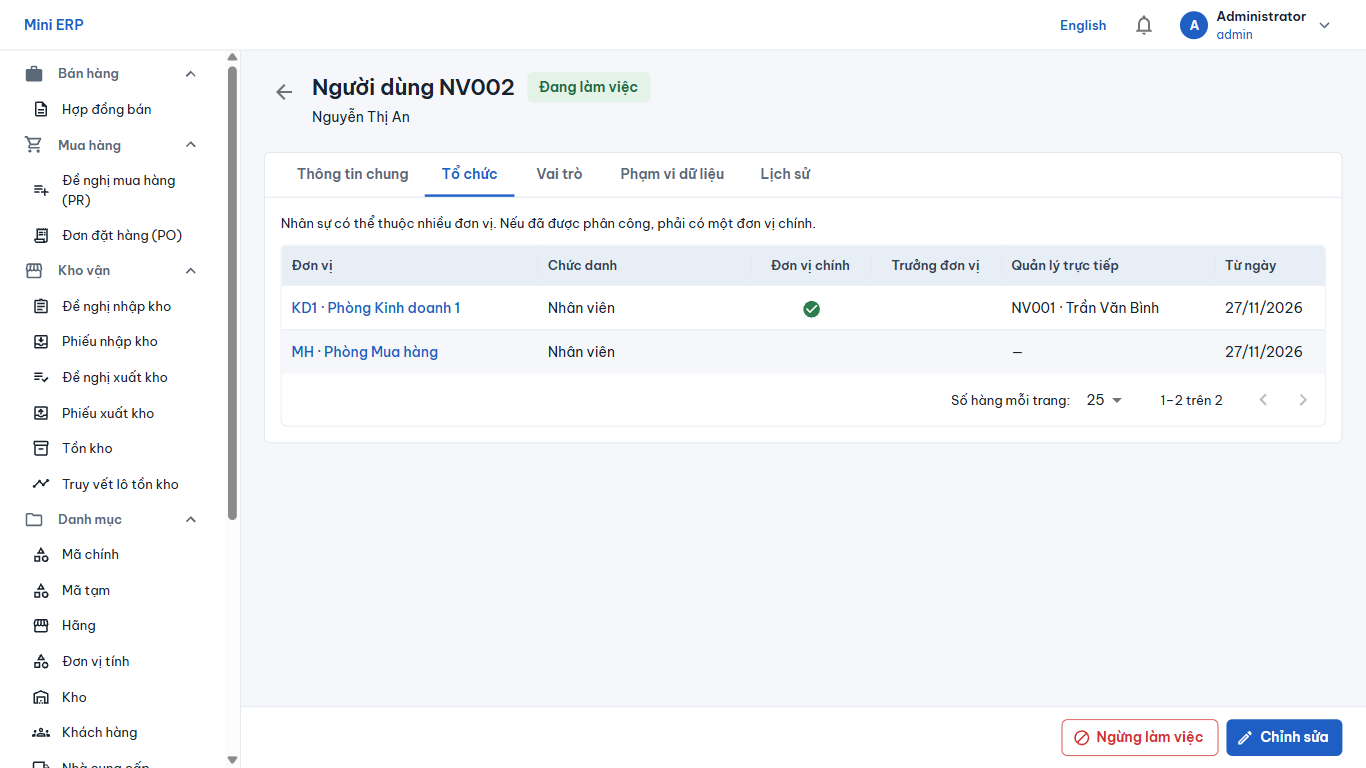 Mini ERP
English
A
Administrator
admin
Bán hàng
Hợp đồng bán
Mua hàng
Đề nghị mua hàng
(PR)
Đơn đặt hàng (PO)
Kho vận
Đề nghị nhập kho
Phiếu nhập kho
Đề nghị xuất kho
Phiếu xuất kho
Tồn kho
Truy vết lô tồn kho
Danh mục
Mã chính
Mã tạm
Hãng
Đơn vị tính
Kho
Khách hàng
Nhà cung cấp
Người dùng NV002
Đang làm việc
Nguyễn Thị An
Thông tin chung
Tổ chức
Vai trò
Phạm vi dữ liệu
Lịch sử
Nhân sự có thể thuộc nhiều đơn vị. Nếu đã được phân công, phải có một đơn vị chính.
Đơn vị Chức danh Đơn vị chính Trưởng đơn vị Quản lý trực tiếp Từ ngày
KD1 · Phòng Kinh doanh 1 Nhân viên NV001 · Trần Văn Bình 27/11/2026
MH · Phòng Mua hàng Nhân viên — 27/11/2026
Số hàng mỗi trang: 25 1–2 trên 2
Ngừng làm việc
Chỉnh sửa